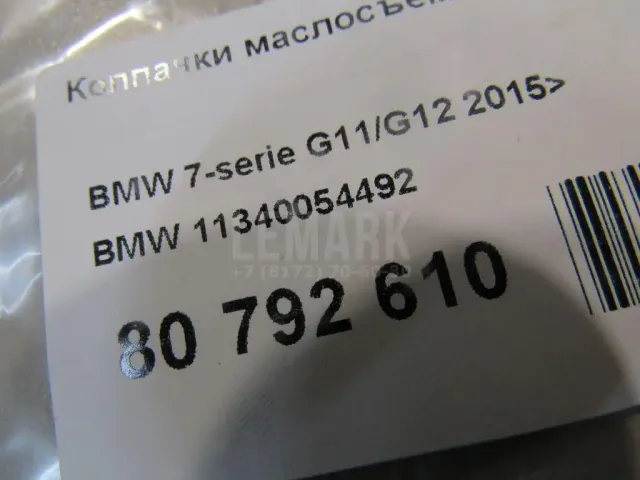 Колпачки маслосъем
BMW 7-serie G11/G12 2015>
BMW 11340054492
LEMARK
80 792 610